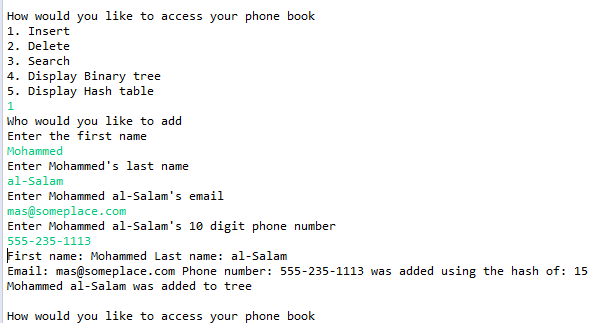 How would you like to access your phone book
1. Insert
2. Delete
3. Search
4. Display Binary tree
5. Display Hash table
1
Who would you like to add
Enter the first name
Mohammed
Enter Mohammed's last name
al-Salam
Enter Mohammed al-Salam's email
mas@someplace.com
Enter Mohammed al-Salam's 10 digit phone number
555-235-1113
First name: Mohammed Last name: al-Salam
Email: mas@someplace.com Phone number: 555-235-1113 was added using the hash of: 15
Mohammed al-Salam was added to tree
How would you like to access your phone book